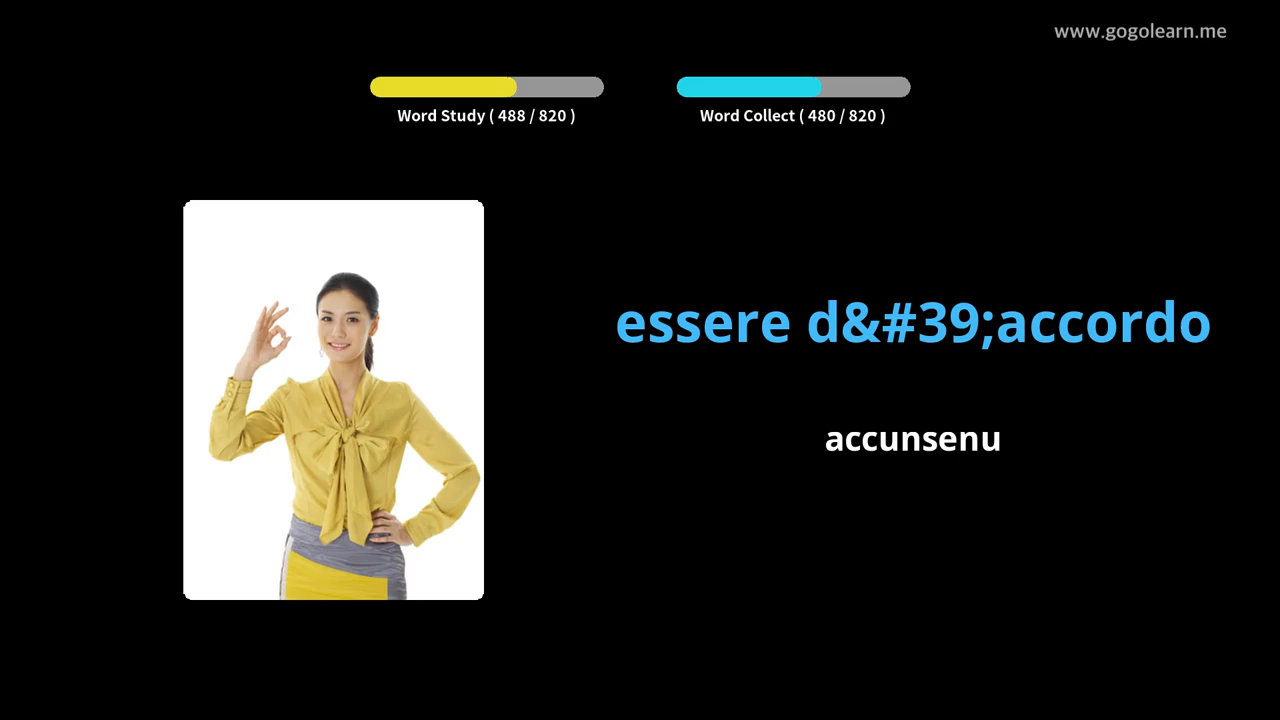 www.gogolearn.me
Word Study ( 488 / 820 )
Word Collect ( 480 / 820 )
essere d&#39;accordo
accunsenu